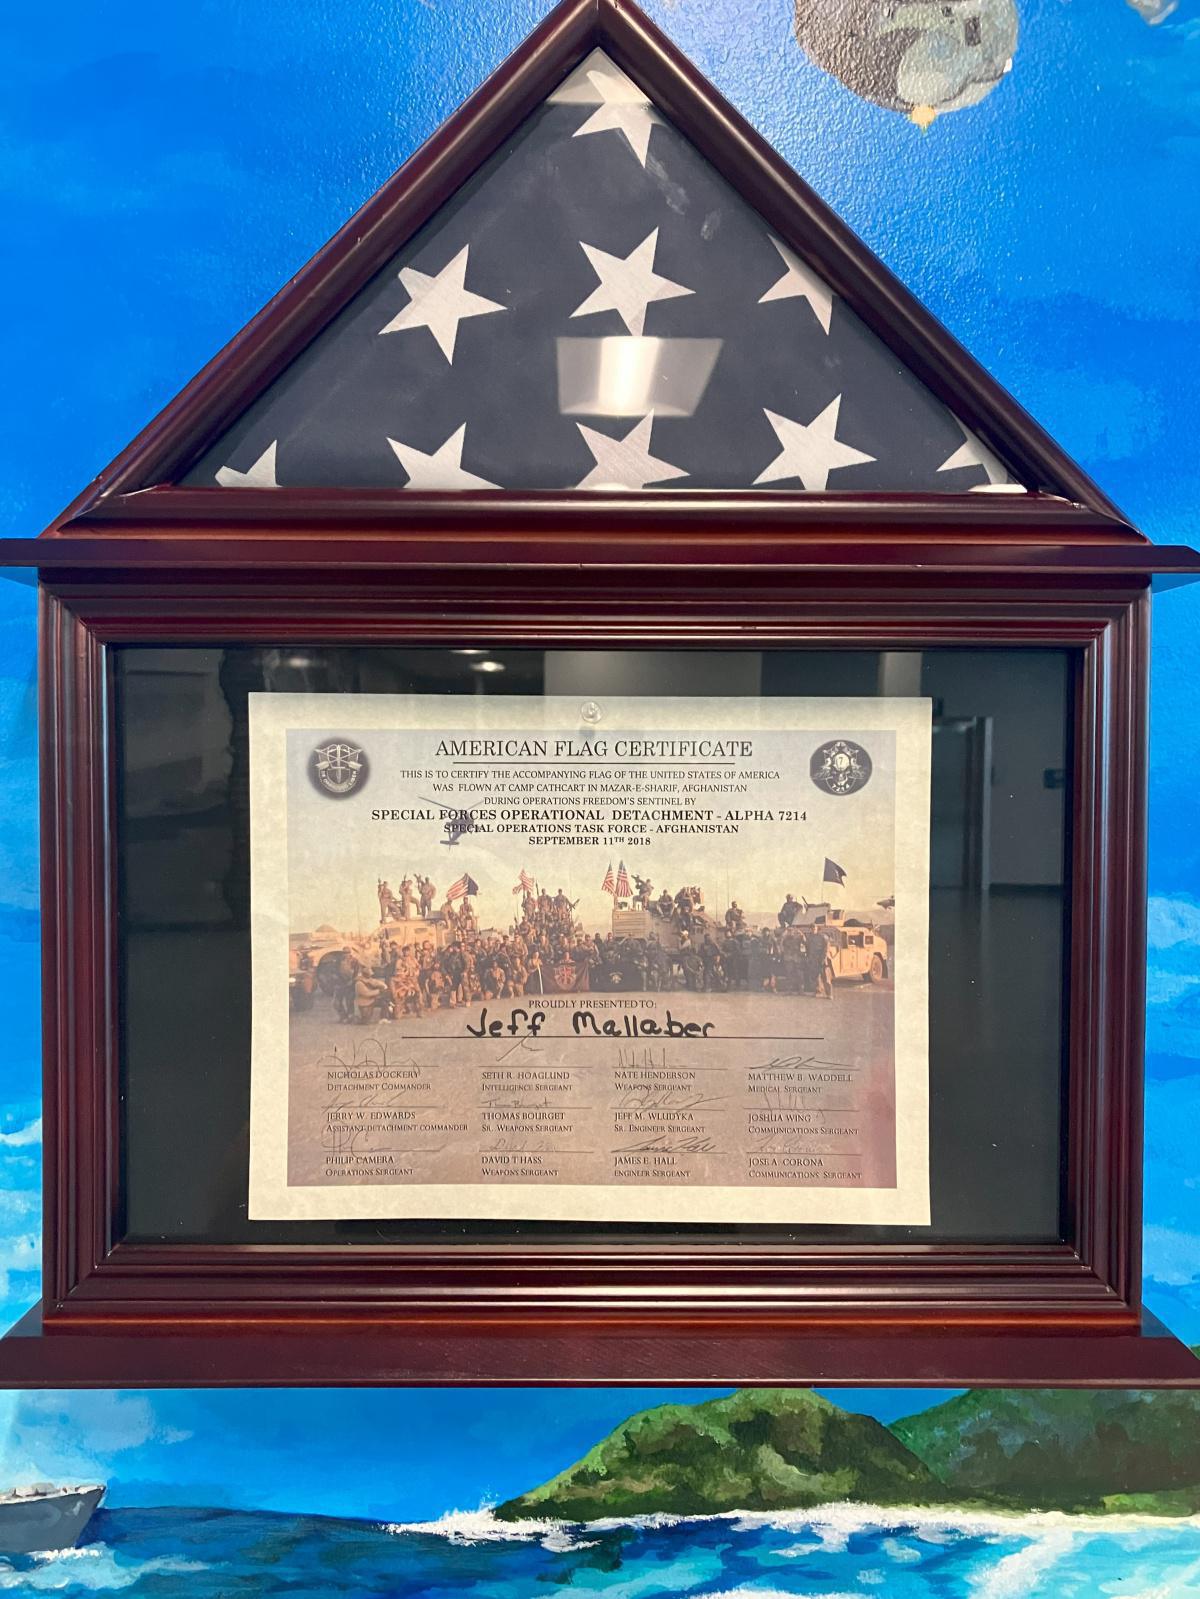 AMERICAN FLAG CERTIFICATE
THIS IS TO CERTIFY THE ACCOMPANYING FLAG OF THE UNITED STATES OF AMERICA
WAS FLOWN AT CAMP CATHCART IN MAZAR-E-SHARIF, AFGHANISTAN
DURING OPERATIONS FREEDOM'S SENTINEL BY
SPECIAL FORCES OPERATIONAL DETACHMENT - ALPHA 7214
SPECIAL OPERATIONS TASK FORCE - AFGHANISTAN
SEPTEMBER 11TH 2018
PROUDLY PRESENTED TO:
Jeff Mallaber
NICHOLAS DOCKERY SETH R. HOAGLUND NATE HENDERSON MATTHEW B. WADDELL
DETACHMENT COMMANDER INTELLIGENCE SERGEANT WEAPONS SERGEANT MEDICAL SERGEANT
JERRY W. EDWARDS THOMAS BOURGET JEFF M. WLUDYKA JOSHUA WING
ASSISTANT DETACHMENT COMMANDER SR. WEAPONS SERGEANT SR. ENGINEER SERGEANT COMMUNICATIONS SERGEANT
PHILIP CAMERA DAVID T HASS JAMES E. HALL JOSE A. CORONA
OPERATIONS SERGEANT WEAPONS SERGEANT ENGINEER SERGEANT COMMUNICATIONS SERGEANT